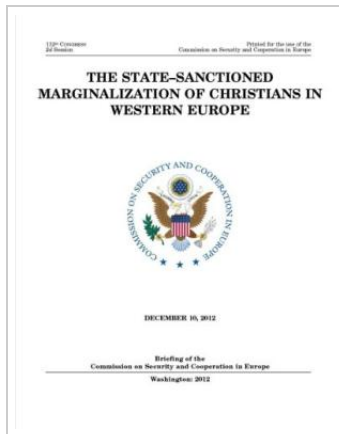 112th Congress
2d Session
Printed for the use of the
Commission on Security and Cooperation in Europe
THE STATE–SANCTIONED
MARGINALIZATION OF CHRISTIANS IN
WESTERN EUROPE
COMMISSION ON SECURITY AND COOPERATION IN EUROPE
DECEMBER 10, 2012
Briefing of the
Commission on Security and Cooperation in Europe
Washington: 2012